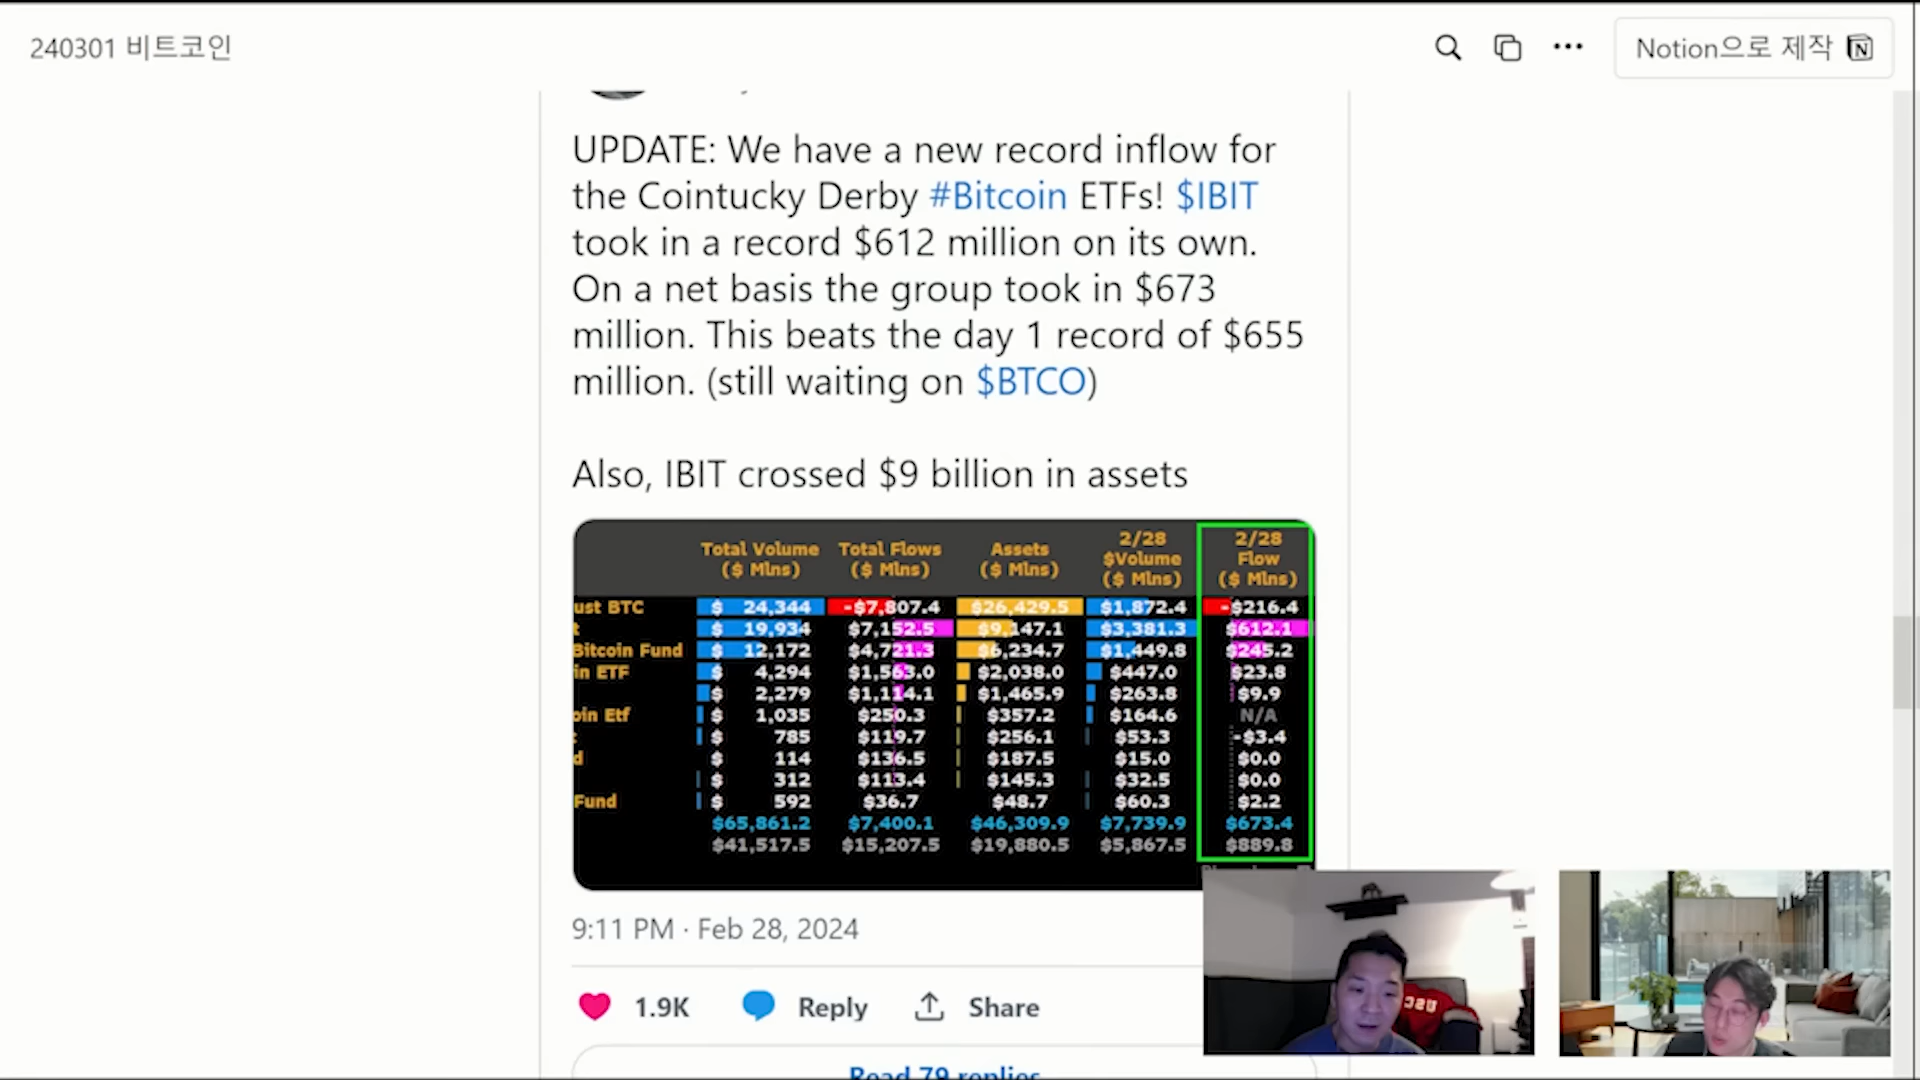 240301 비트코인
Notion으로 제작
UPDATE: We have a new record inflow for
the Cointucky Derby #Bitcoin ETFs! $IBIT
took in a record $612 million on its own.
On a net basis the group took in $673
million. This beats the day 1 record of $655
million. (still waiting on $BTCO)
Also, IBIT crossed $9 billion in assets
Total Volume ($ Mlns) Total Flows ($ Mlns) Assets ($ Mlns) 2/28 $Volume ($ Mlns) 2/28 Flow ($ Mlns)
ust BTC $ 24,344 -$7,807.4 $26,429.5 $1,872.4 -$216.4
t $ 19,934 $7,152.5 $9,147.1 $3,381.3 $612.1
Bitcoin Fund $ 12,172 $4,721.3 $6,234.7 $1,449.8 $245.2
in ETF $ 4,294 $1,563.0 $2,038.0 $447.0 $23.8
$ 2,279 $1,114.1 $1,465.9 $263.8 $9.9
oin Etf $ 1,035 $250.3 $357.2 $164.6 N/A
$ 785 $119.7 $256.1 $53.3 -$3.4
d $ 114 $136.5 $187.5 $15.0 $0.0
$ 312 $113.4 $145.3 $32.5 $0.0
Fund $ 592 $36.7 $48.7 $60.3 $2.2
$65,861.2 $7,400.1 $46,309.9 $7,739.9 $673.4
$41,517.5 $15,207.5 $19,880.5 $5,867.5 $889.8
9:11 PM · Feb 28, 2024
1.9K Reply Share
Read 79 replies